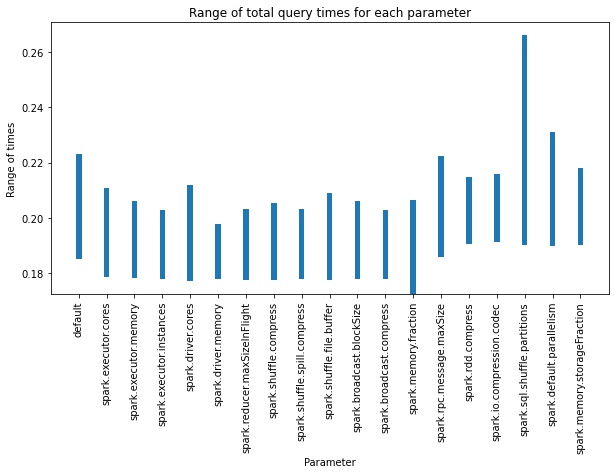 Range of total query times for each parameter
Range of times
0.26
0.24
0.22
0.20
0.18
default
spark.executor.cores
spark.executor.memory
spark.executor.instances
spark.driver.cores
spark.driver.memory
spark.reducer.maxSizeInFlight
spark.shuffle.compress
spark.shuffle.spill.compress
spark.shuffle.file.buffer
spark.broadcast.blockSize
spark.broadcast.compress
spark.memory.fraction
spark.rpc.message.maxSize
spark.rdd.compress
spark.io.compression.codec
spark.sql.shuffle.partitions
spark.default.parallelism
spark.memory.storageFraction
Parameter